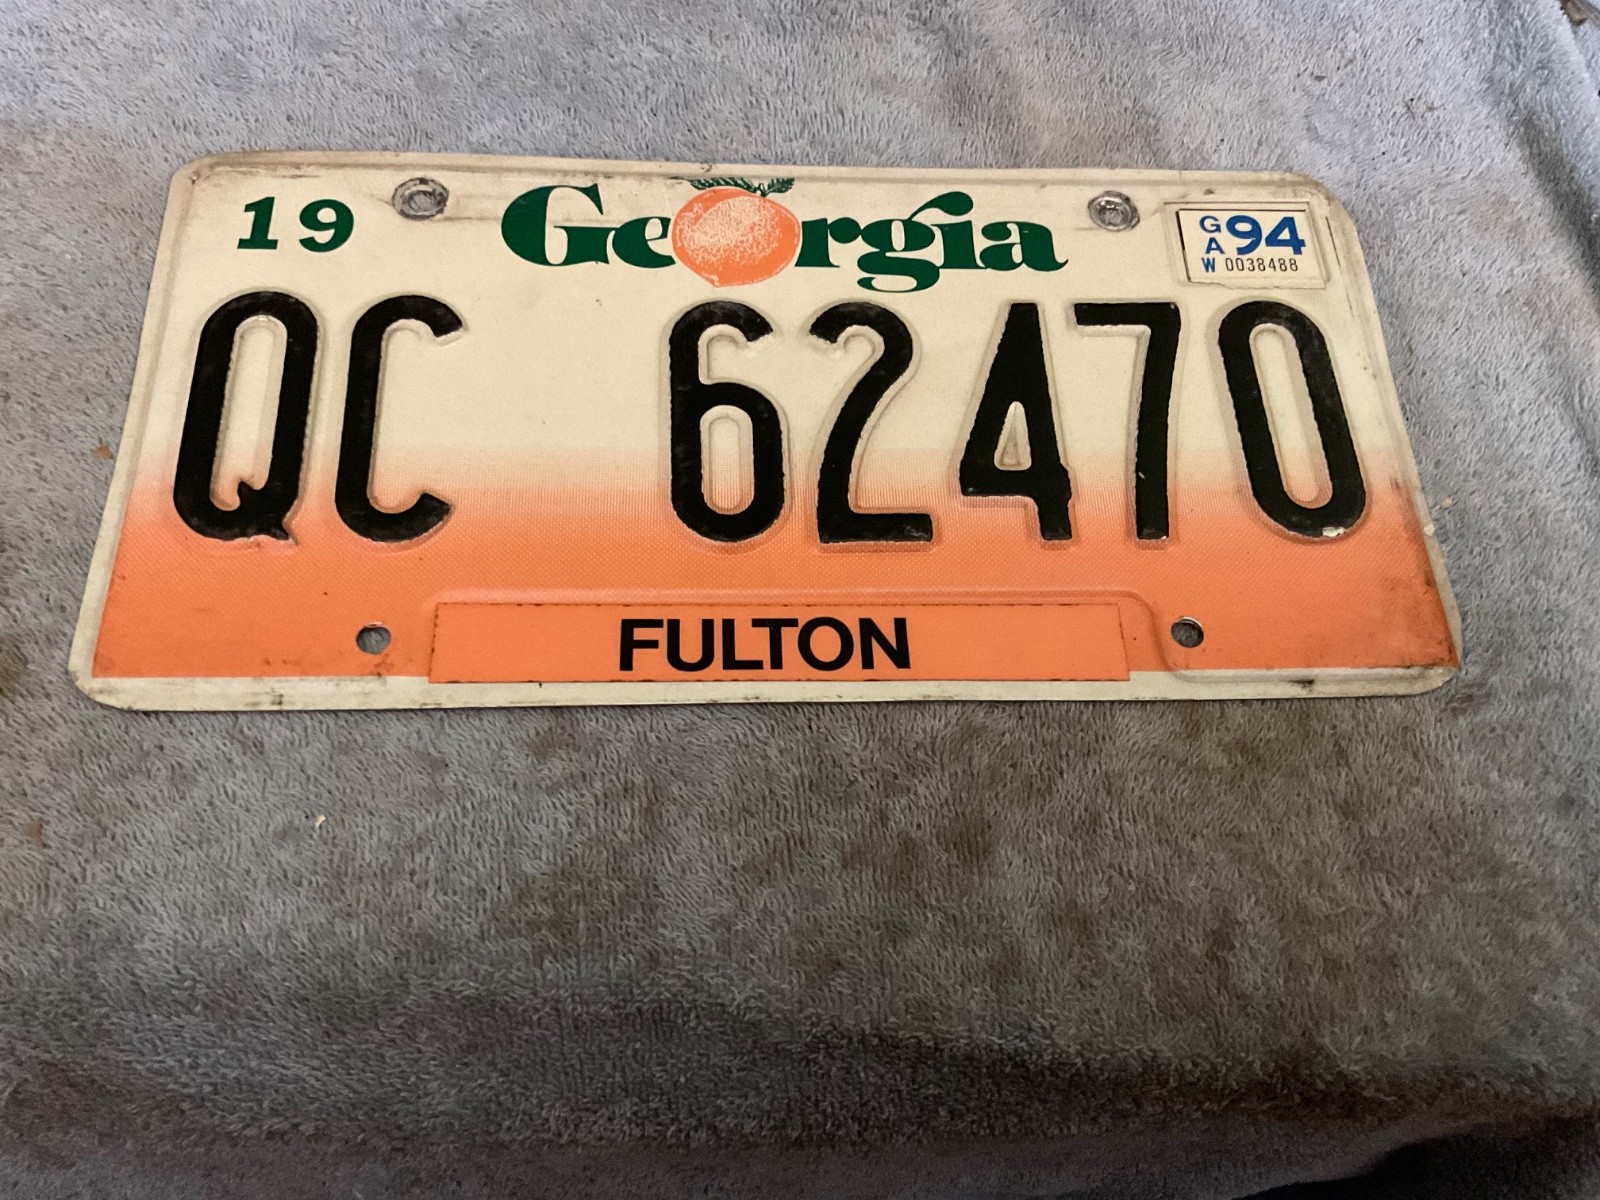 19 Georgia GA 94
W 0038488
QC 62470
FULTON